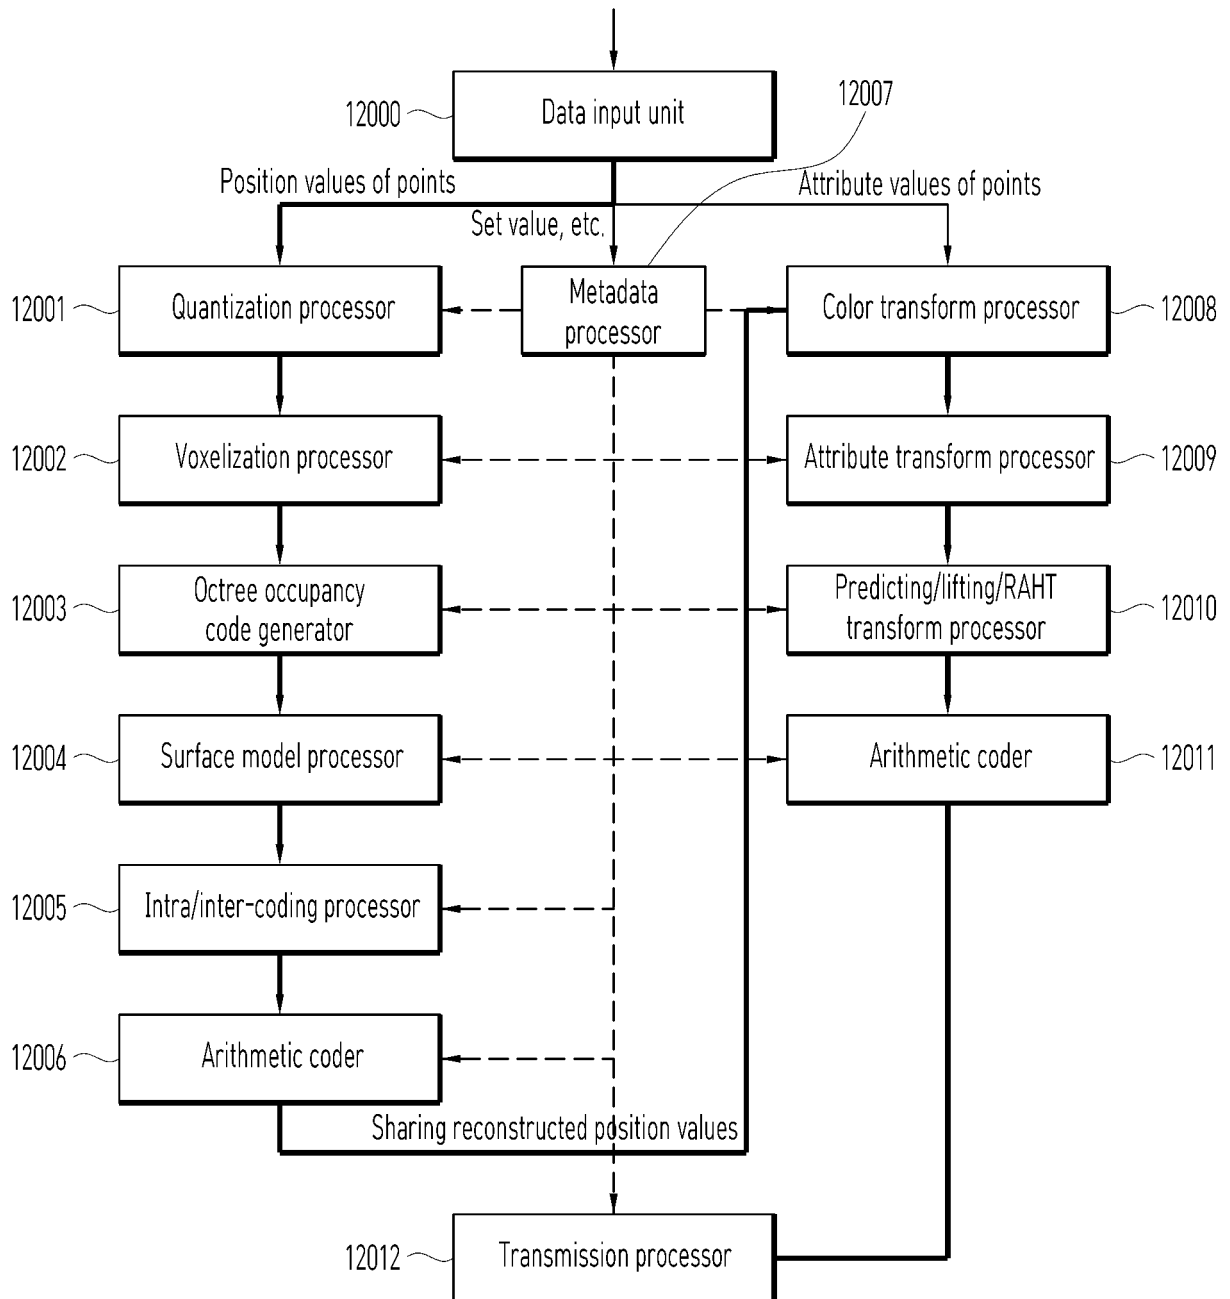 12000
Data input unit
12007
Position values of points
Attribute values of points
Set value, etc.
12001
Quantization processor
Metadata
processor
Color transform processor
12008
12002
Voxelization processor
Attribute transform processor
12009
12003
Octree occupancy
code generator
Predicting/lifting/RAHT
transform processor
12010
12004
Surface model processor
Arithmetic coder
12011
12005
Intra/inter-coding processor
12006
Arithmetic coder
Sharing reconstructed position values
12012
Transmission processor